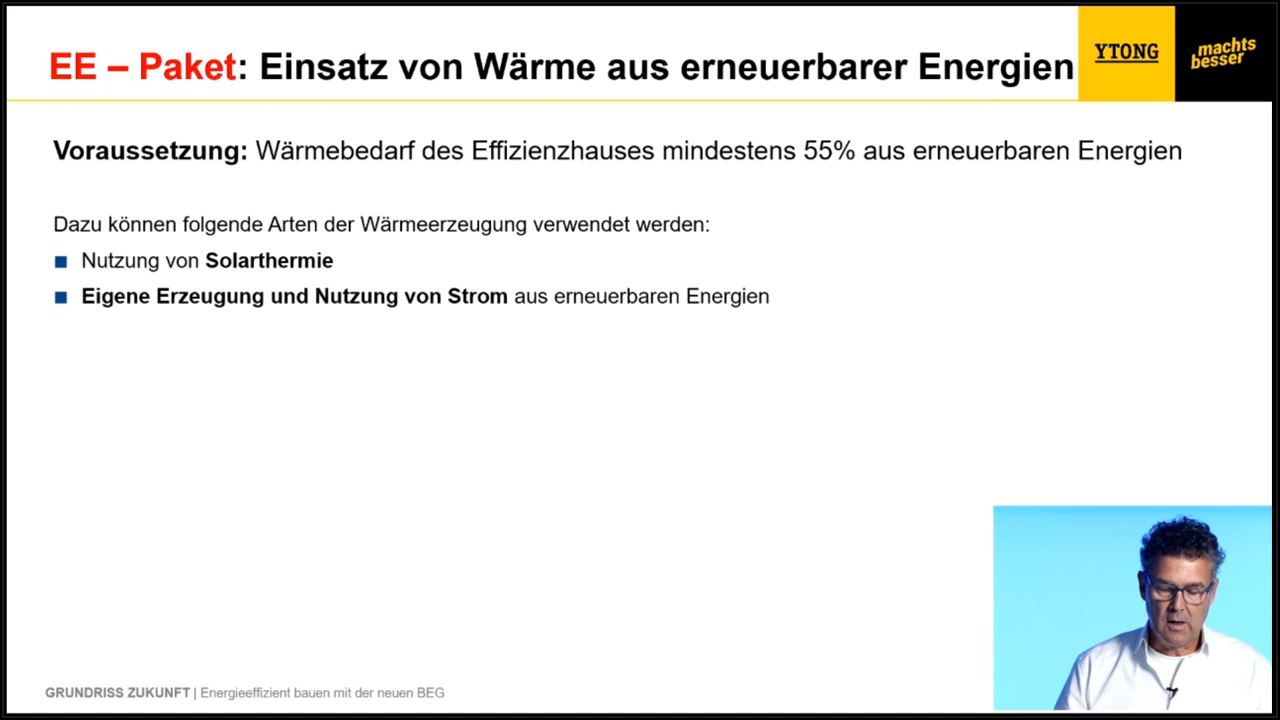 EE – Paket: Einsatz von Wärme aus erneuerbarer Energien
YTONG
machts
besser
Voraussetzung: Wärmebedarf des Effizienzhauses mindestens 55% aus erneuerbaren Energien
Dazu können folgende Arten der Wärmeerzeugung verwendet werden:
Nutzung von Solarthermie
Eigene Erzeugung und Nutzung von Strom aus erneuerbaren Energien
GRUNDRISS ZUKUNFT | Energieeffizient bauen mit der neuen BEG